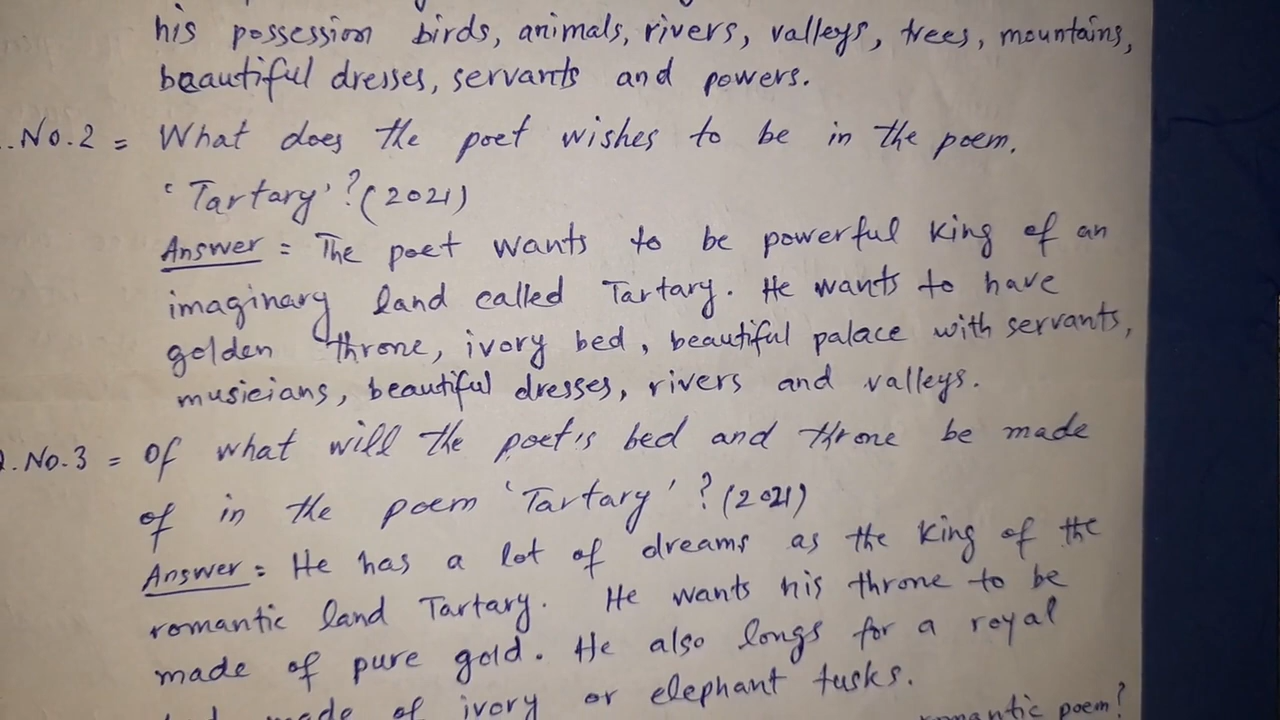 his possession birds, animals, rivers, valleys, trees, mountains,
beautiful dresses, servants and powers.
.No.2 = What does the poet wishes to be in the poem.
'Tartary'? (2021)
Answer = The poet wants to be powerful king of an
imaginary land called Tartary. He wants to have
golden throne, ivory bed, beautiful palace with servants,
musicians, beautiful dresses, rivers and valleys.
Q.No.3 = Of what will the poet's bed and throne be made
of in the poem 'Tartary'? (2021)
Answer = He has a lot of dreams as the king of the
romantic land Tartary. He wants his throne to be
made of pure gold. He also longs for a royal
made of ivory or elephant tusks.
romantic poem?